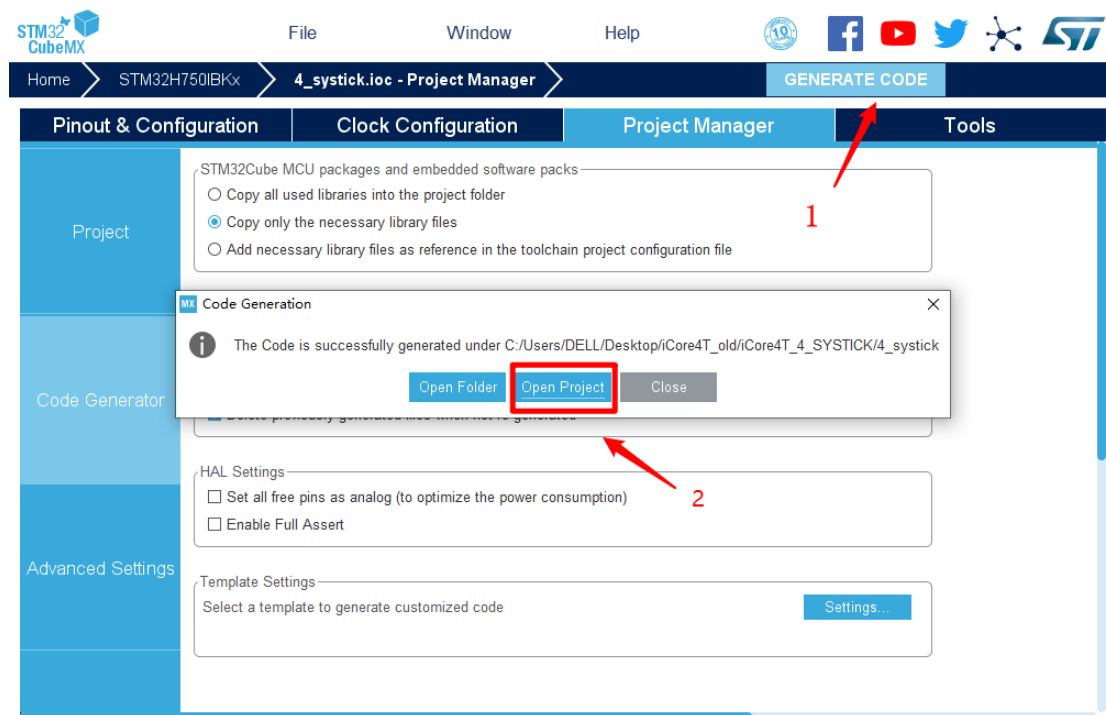 STM32
CubeMX
File
Window
Help
10
Home
STM32H750IBKx
4_systick.ioc - Project Manager
GENERATE CODE
Pinout & Configuration
Clock Configuration
Project Manager
Tools
1
Project
Code Generator
Advanced Settings
STM32Cube MCU packages and embedded software packs
Copy all used libraries into the project folder
Copy only the necessary library files
Add necessary library files as reference in the toolchain project configuration file
MX Code Generation
The Code is successfully generated under C:/Users/DELL/Desktop/iCore4T_old/iCore4T_4_SYSTICK/4_systick
Open Folder
Open Project
Close
2
HAL Settings
Set all free pins as analog (to optimize the power consumption)
Enable Full Assert
Template Settings
Select a template to generate customized code
Settings...